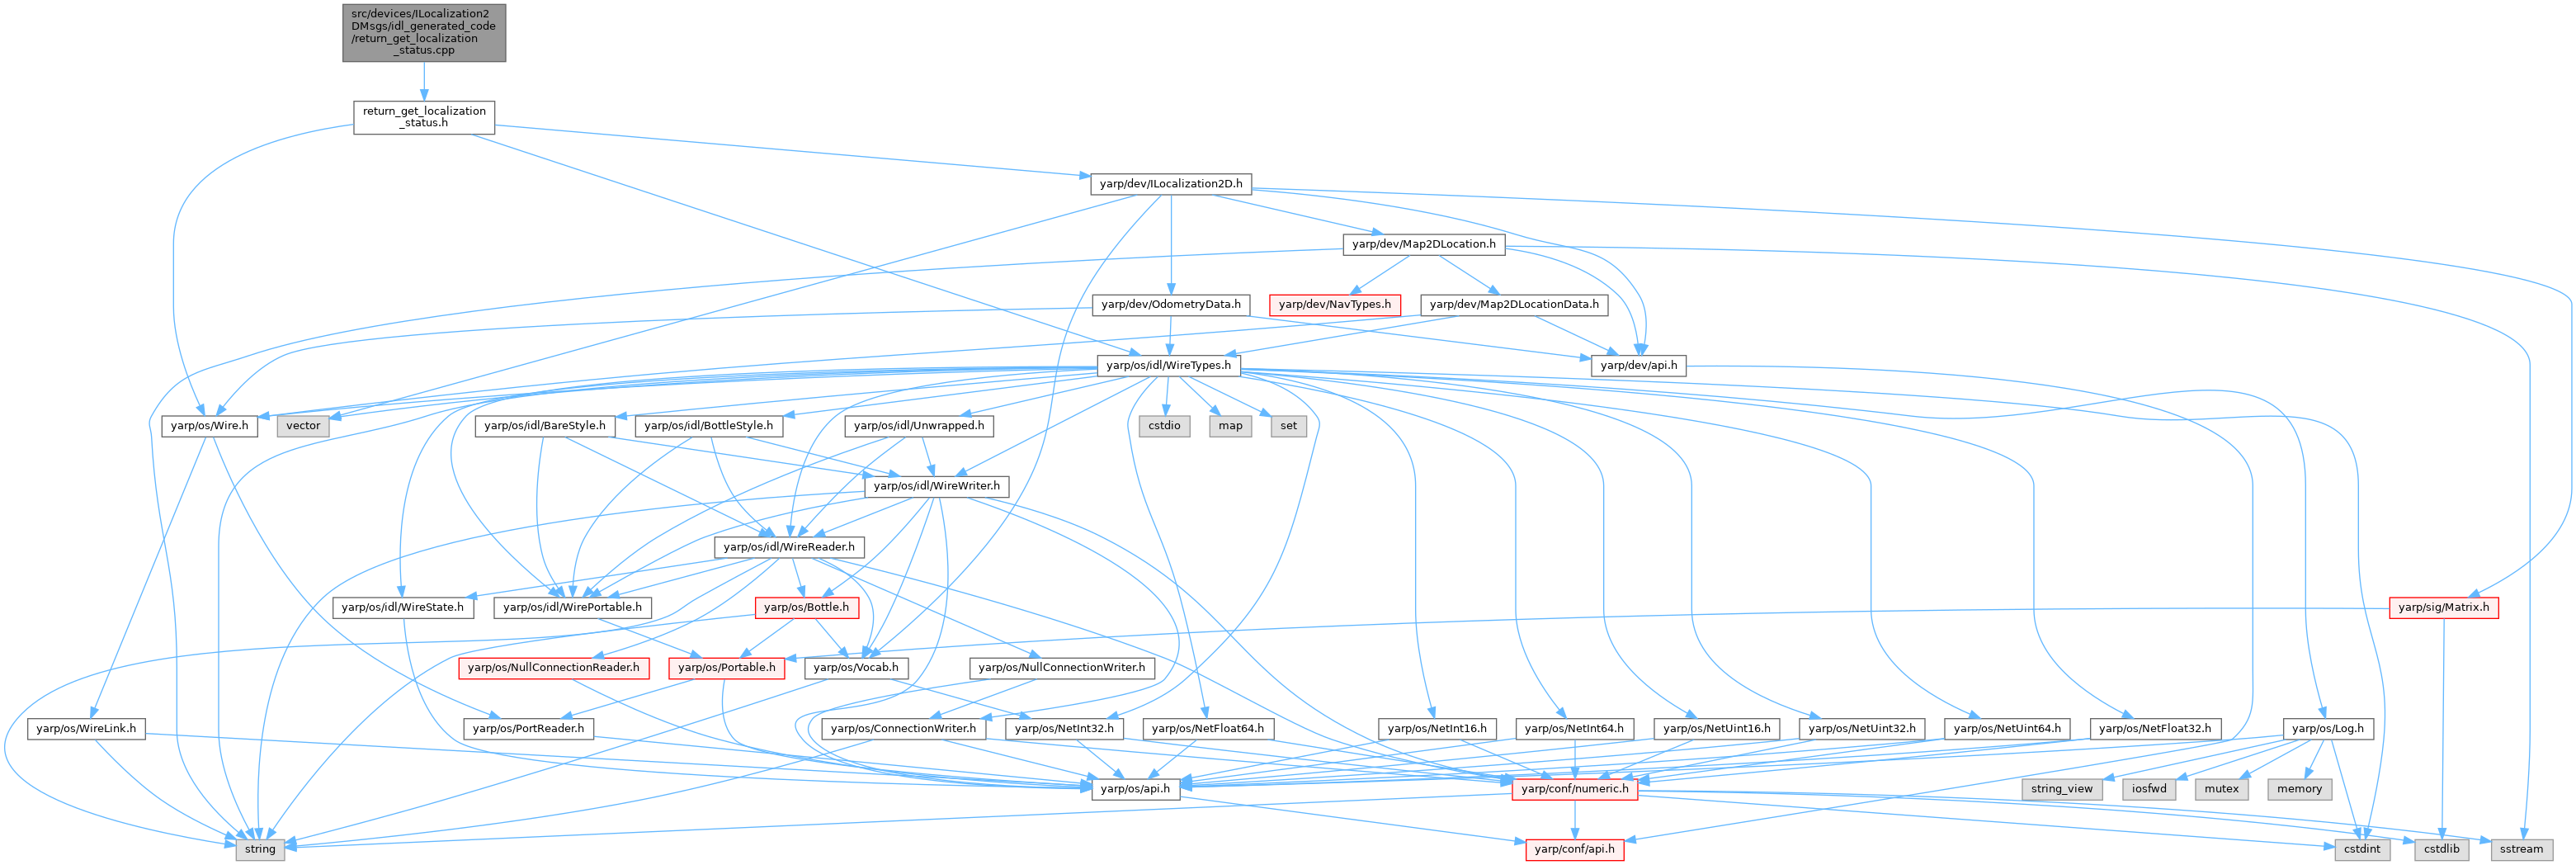 src/devices/ILocalization2
DMsgs/idl_generated_code
/return_get_localization
_status.cpp
return_get_localization
_status.h
yarp/dev/ILocalization2D.h
yarp/dev/Map2DLocation.h
yarp/dev/OdometryData.h
yarp/dev/NavTypes.h
yarp/dev/Map2DLocationData.h
yarp/os/idl/WireTypes.h
yarp/dev/api.h
yarp/os/Wire.h
vector
yarp/os/idl/BareStyle.h
yarp/os/idl/BottleStyle.h
yarp/os/idl/Unwrapped.h
cstdio
map
set
yarp/os/idl/WireWriter.h
yarp/os/idl/WireReader.h
yarp/os/idl/WireState.h
yarp/os/idl/WirePortable.h
yarp/os/Bottle.h
yarp/sig/Matrix.h
yarp/os/NullConnectionReader.h
yarp/os/Portable.h
yarp/os/Vocab.h
yarp/os/NullConnectionWriter.h
yarp/os/WireLink.h
yarp/os/PortReader.h
yarp/os/ConnectionWriter.h
yarp/os/NetInt32.h
yarp/os/NetFloat64.h
yarp/os/NetInt16.h
yarp/os/NetInt64.h
yarp/os/NetUint16.h
yarp/os/NetUint32.h
yarp/os/NetUint64.h
yarp/os/NetFloat32.h
yarp/os/Log.h
yarp/os/api.h
yarp/conf/numeric.h
string_view
iosfwd
mutex
memory
string
yarp/conf/api.h
cstdint
cstdlib
sstream